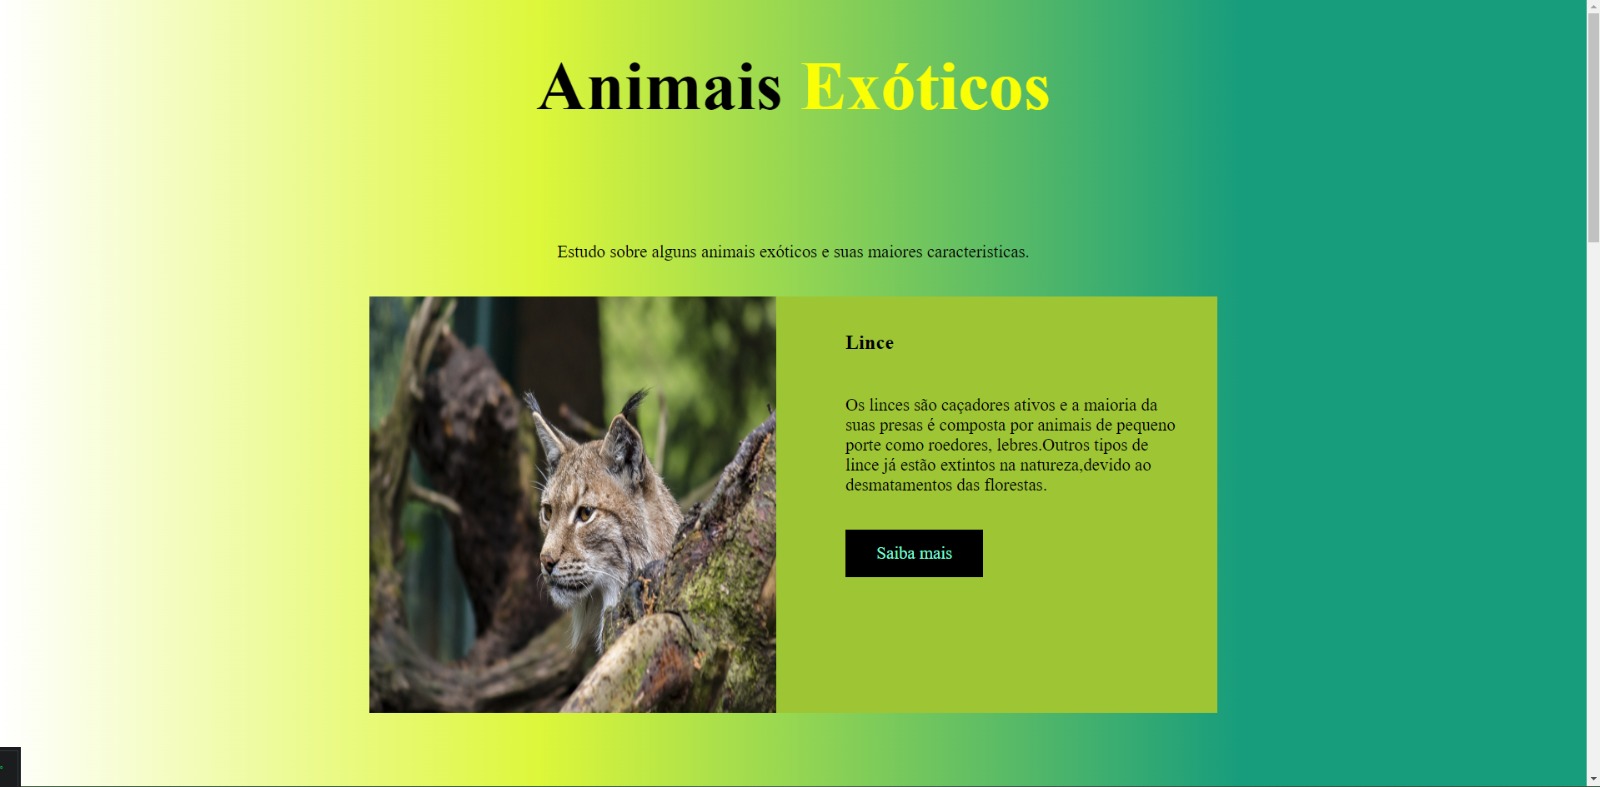 Animais Exóticos
Estudo sobre alguns animais exóticos e suas maiores caracteristicas.
Lince
Os linces são caçadores ativos e a maioria da
suas presas é composta por animais de pequeno
porte como roedores, lebres.Outros tipos de
lince já estão extintos na natureza,devido ao
desmatamentos das florestas.
Saiba mais